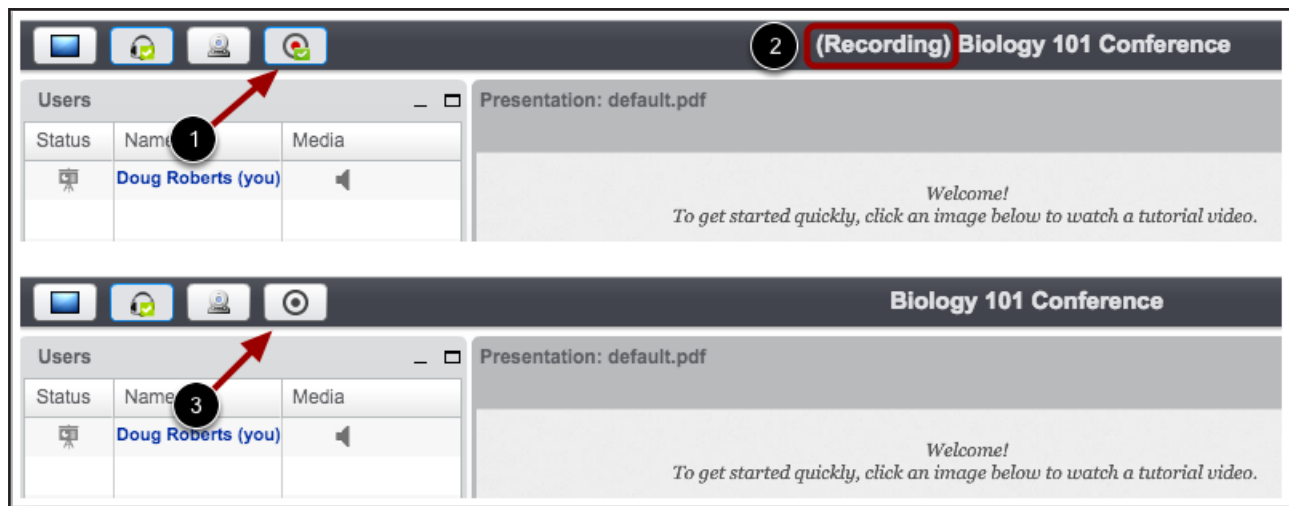 2 (Recording) Biology 101 Conference
Users
Presentation: default.pdf
Status Name Media
1
Doug Roberts (you)
Welcome!
To get started quickly, click an image below to watch a tutorial video.
Biology 101 Conference
Users
Presentation: default.pdf
Status Name Media
3
Doug Roberts (you)
Welcome!
To get started quickly, click an image below to watch a tutorial video.